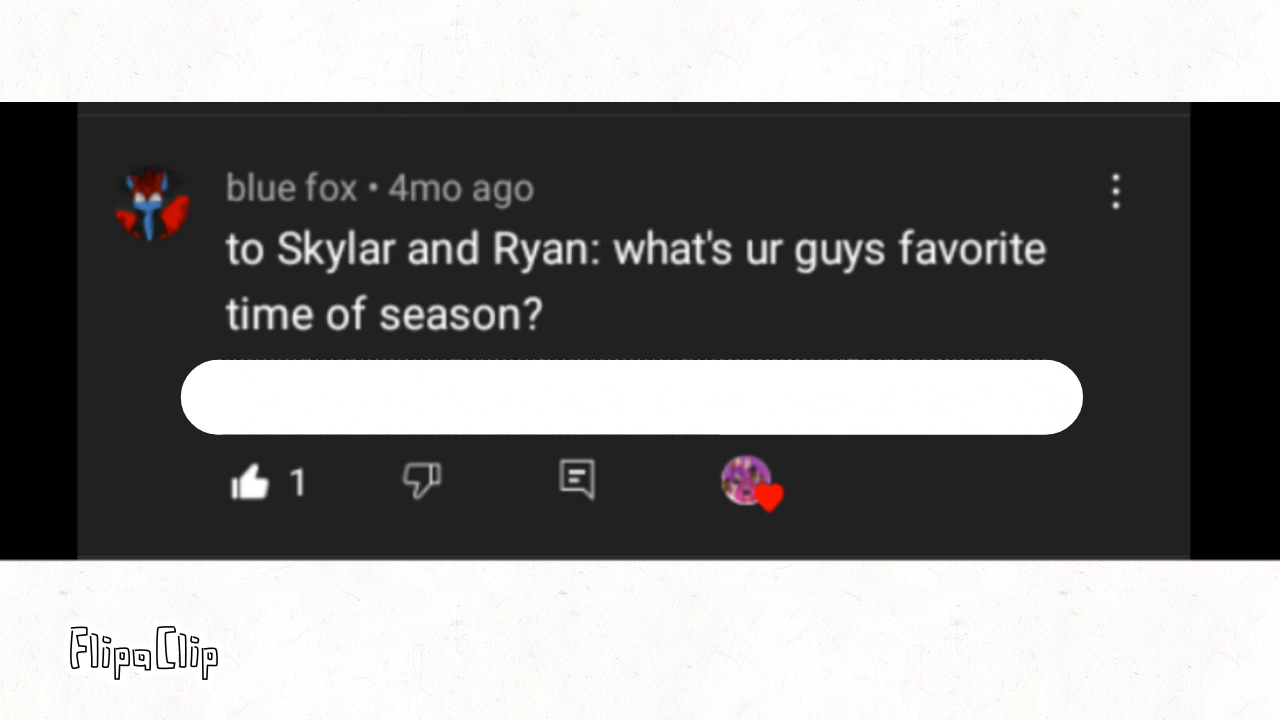 blue fox • 4mo ago
to Skylar and Ryan: what's ur guys favorite
time of season?
1
FlipaClip